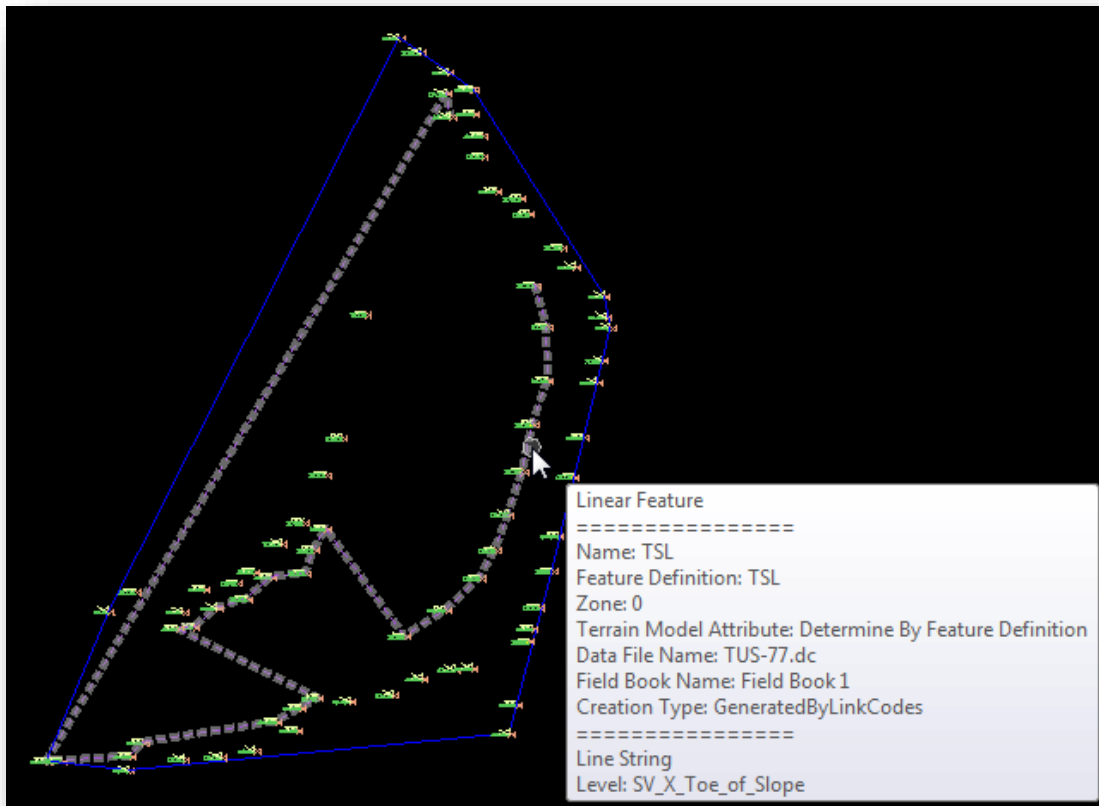 Linear Feature
================
Name: TSL
Feature Definition: TSL
Zone: 0
Terrain Model Attribute: Determine By Feature Definition
Data File Name: TUS-77.dc
Field Book Name: Field Book 1
Creation Type: GeneratedByLinkCodes
================
Line String
Level: SV_X_Toe_of_Slope